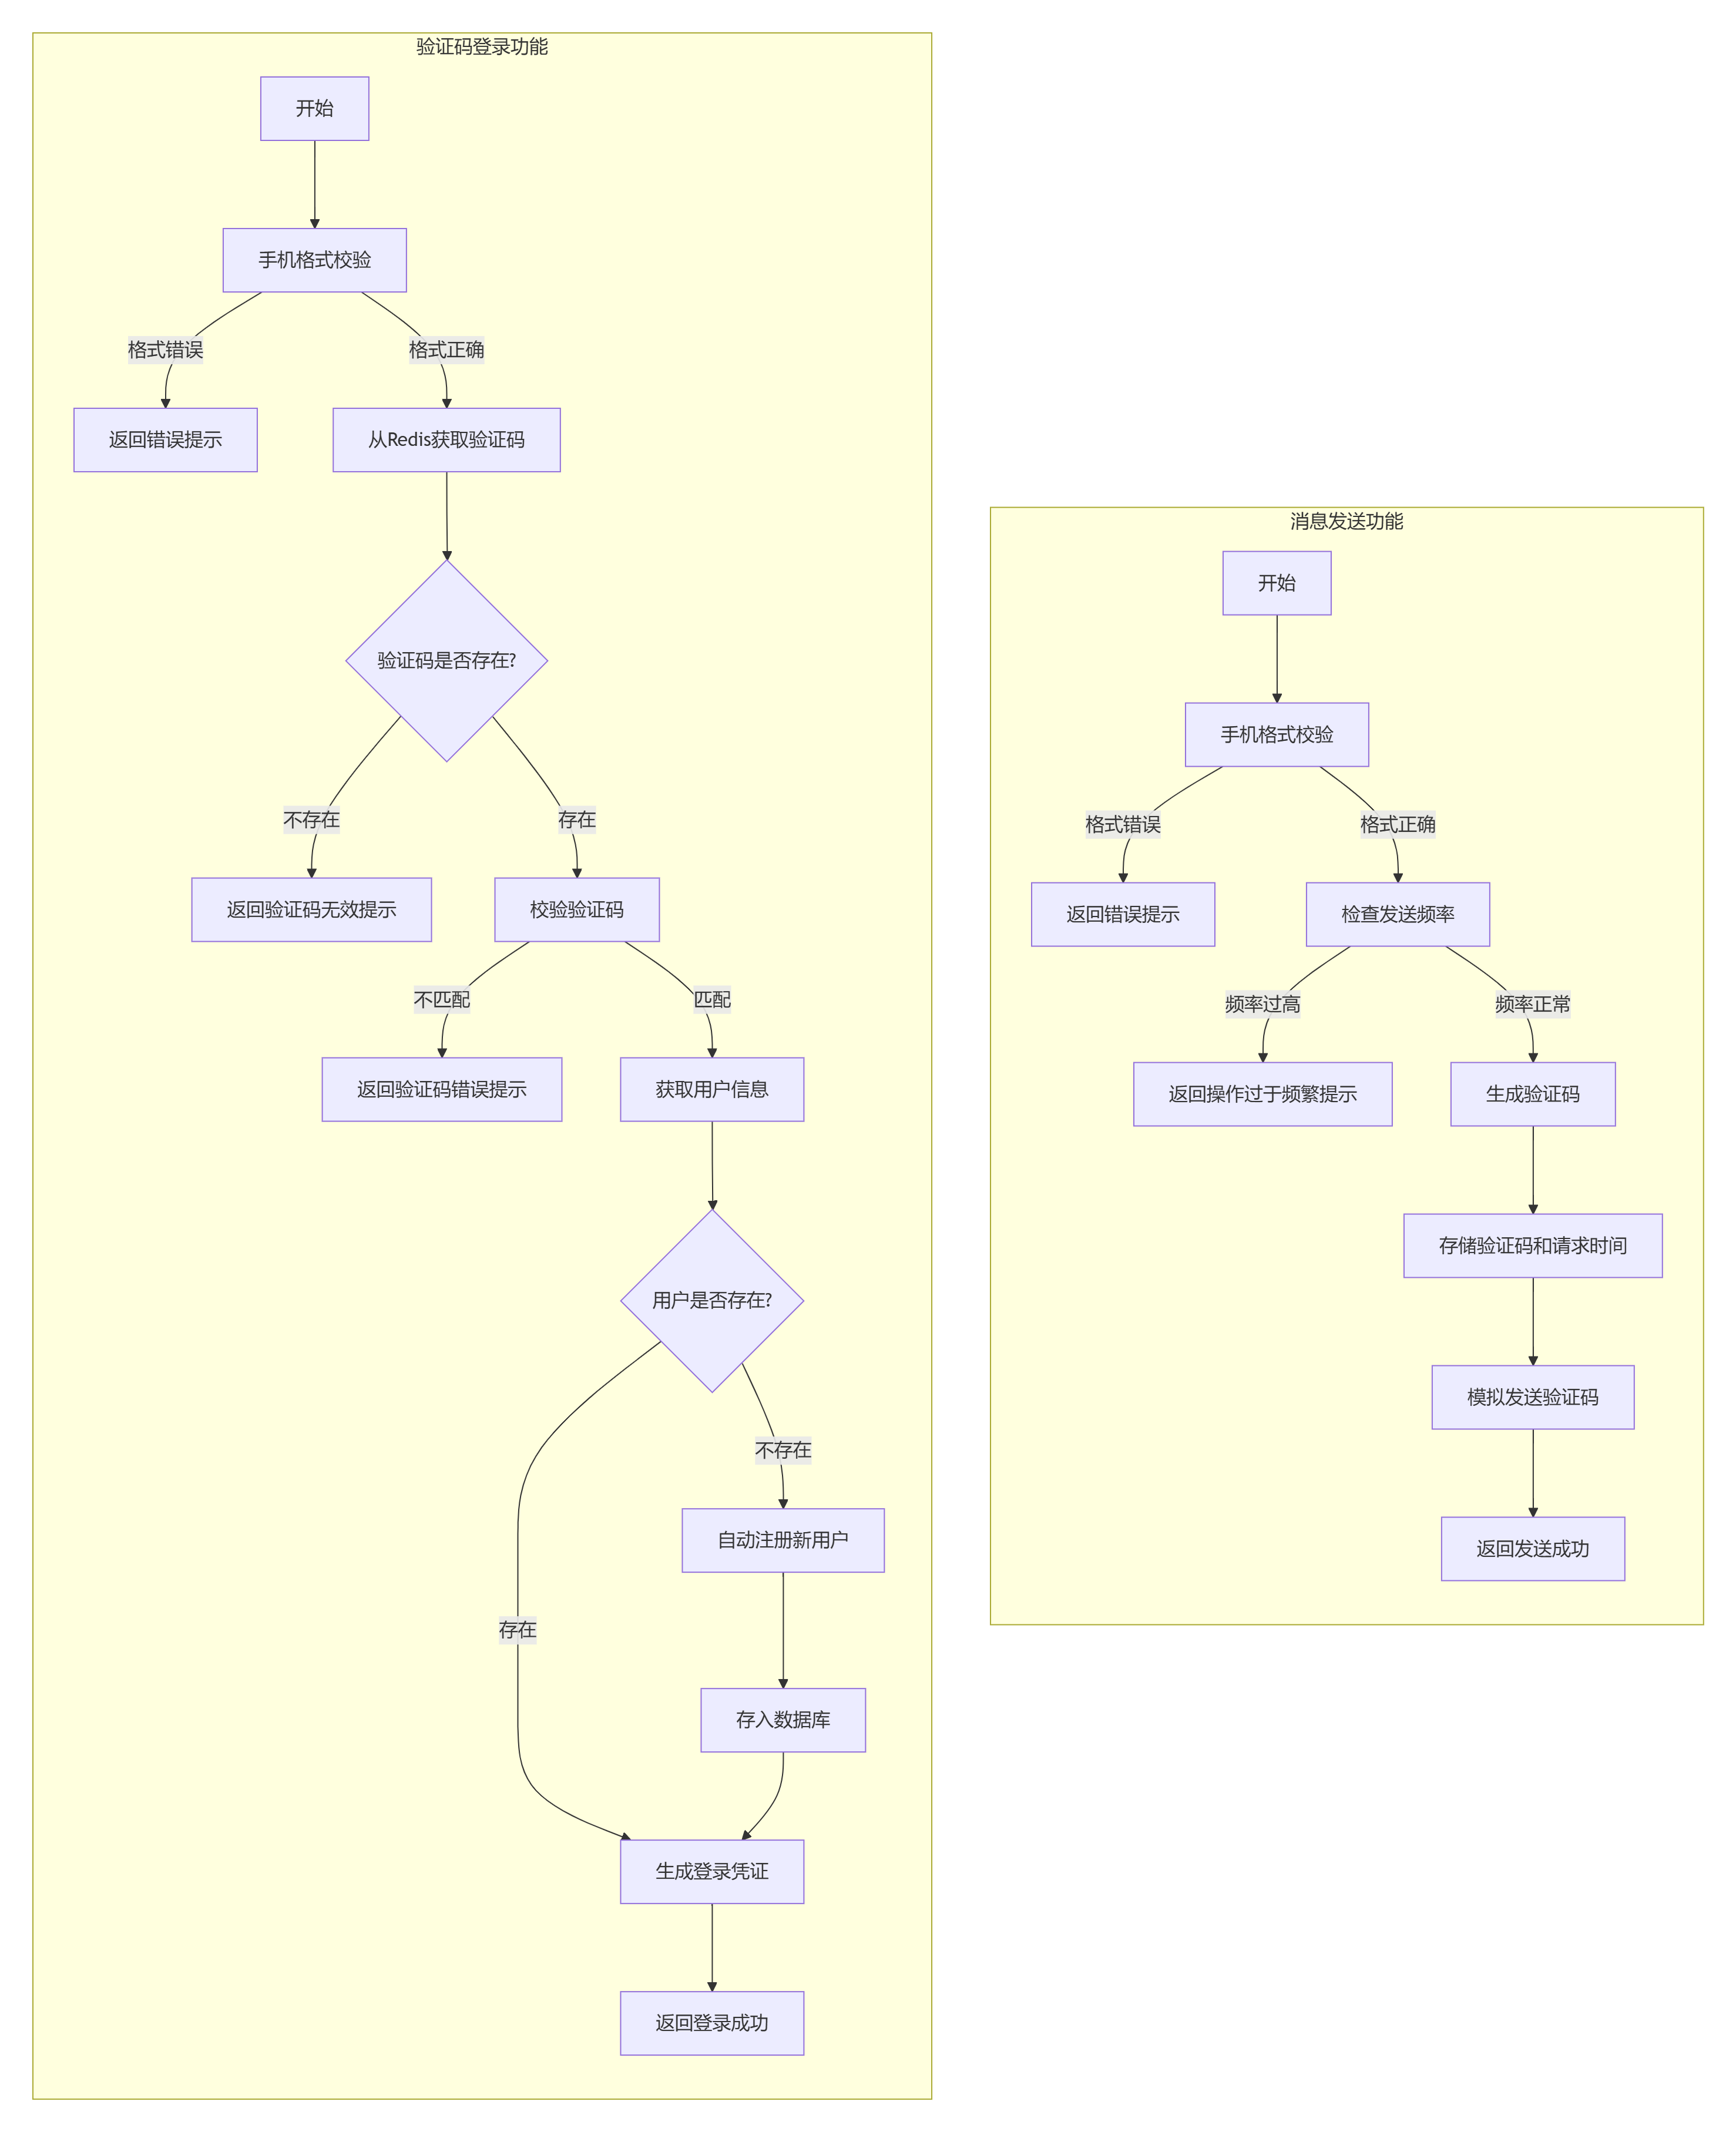 验证码登录功能
开始
手机格式校验
格式错误
格式正确
返回错误提示
从Redis获取验证码
验证码是否存在?
不存在
存在
返回验证码无效提示
校验验证码
不匹配
匹配
返回验证码错误提示
获取用户信息
用户是否存在?
不存在
自动注册新用户
存在
存入数据库
生成登录凭证
返回登录成功
消息发送功能
开始
手机格式校验
格式错误
格式正确
返回错误提示
检查发送频率
频率过高
频率正常
返回操作过于频繁提示
生成验证码
存储验证码和请求时间
模拟发送验证码
返回发送成功